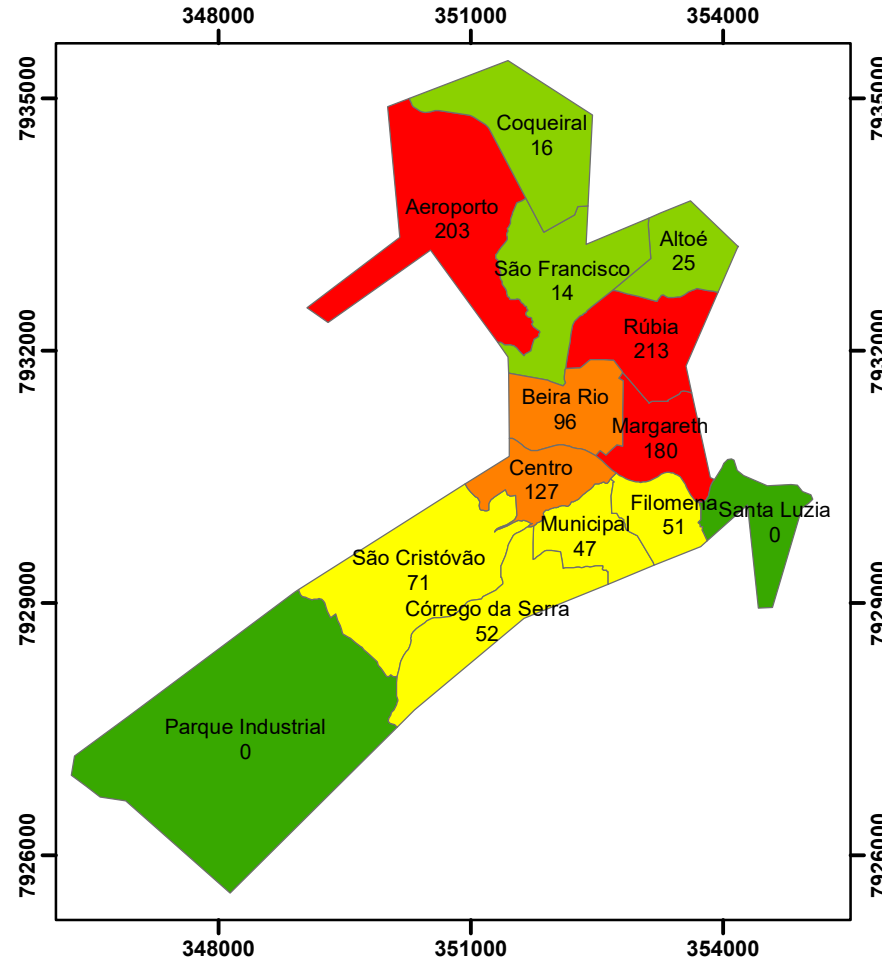 348000
351000
354000
7935000
7935000
Coqueiral
16
Aeroporto
203
Altoé
25
São Francisco
14
7932000
7932000
Rúbia
213
Beira Rio
96
Margareth
180
Centro
127
Filomena
51
Santa Luzia
0
Municipal
47
São Cristóvão
71
7929000
7929000
Córrego da Serra
52
Parque Industrial
0
7926000
7926000
348000
351000
354000